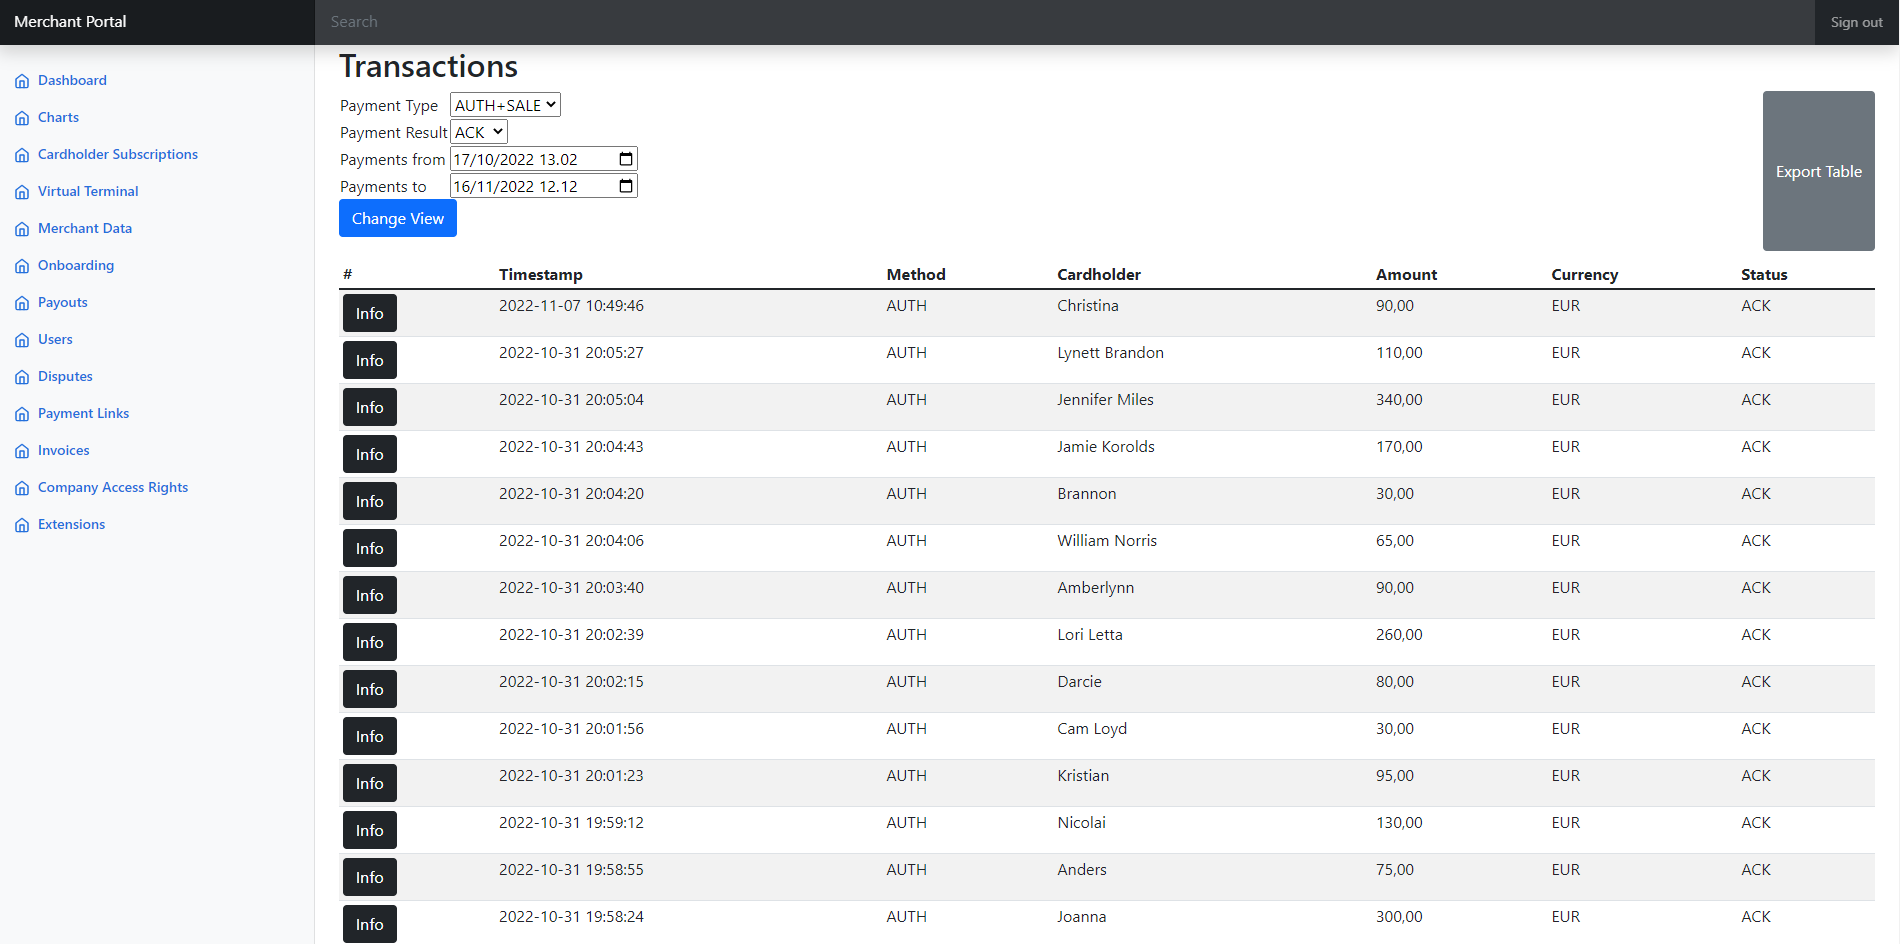 Merchant Portal Search Sign out
Dashboard
Charts
Cardholder Subscriptions
Virtual Terminal
Merchant Data
Onboarding
Payouts
Users
Disputes
Payment Links
Invoices
Company Access Rights
Extensions
Transactions
Payment Type AUTH+SALE
Payment Result ACK
Payments from 17/10/2022 13.02
Payments to 16/11/2022 12.12
Change View
Export Table
# Timestamp Method Cardholder Amount Currency Status
Info 2022-11-07 10:49:46 AUTH Christina 90,00 EUR ACK
Info 2022-10-31 20:05:27 AUTH Lynett Brandon 110,00 EUR ACK
Info 2022-10-31 20:05:04 AUTH Jennifer Miles 340,00 EUR ACK
Info 2022-10-31 20:04:43 AUTH Jamie Korolds 170,00 EUR ACK
Info 2022-10-31 20:04:20 AUTH Brannon 30,00 EUR ACK
Info 2022-10-31 20:04:06 AUTH William Norris 65,00 EUR ACK
Info 2022-10-31 20:03:40 AUTH Amberlynn 90,00 EUR ACK
Info 2022-10-31 20:02:39 AUTH Lori Letta 260,00 EUR ACK
Info 2022-10-31 20:02:15 AUTH Darcie 80,00 EUR ACK
Info 2022-10-31 20:01:56 AUTH Cam Loyd 30,00 EUR ACK
Info 2022-10-31 20:01:23 AUTH Kristian 95,00 EUR ACK
Info 2022-10-31 19:59:12 AUTH Nicolai 130,00 EUR ACK
Info 2022-10-31 19:58:55 AUTH Anders 75,00 EUR ACK
Info 2022-10-31 19:58:24 AUTH Joanna 300,00 EUR ACK